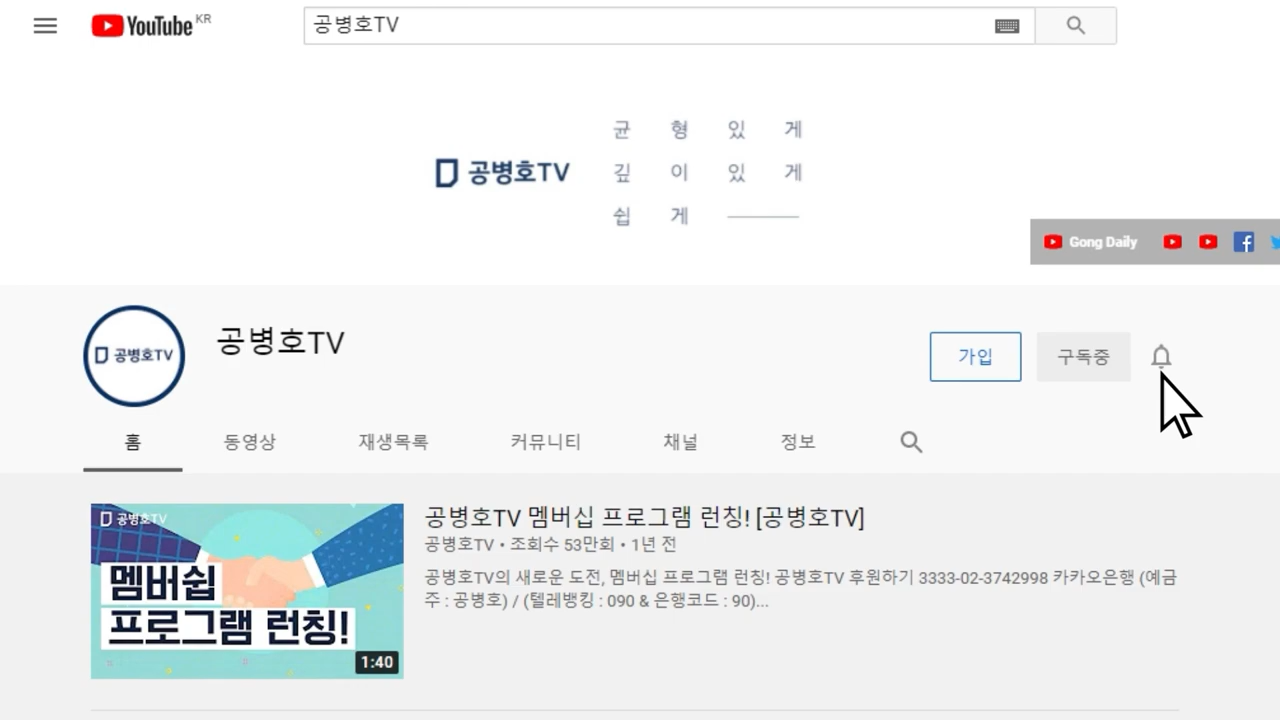 YouTube KR
공병호TV
공병호TV
균 형 있 게
깊 이 있 게
쉽 게
Gong Daily
공병호TV
공병호TV
가입
구독중
홈 동영상 재생목록 커뮤니티 채널 정보
공병호TV
멤버쉽
프로그램 런칭!
1:40
공병호TV 멤버십 프로그램 런칭! [공병호TV]
공병호TV • 조회수 53만회 • 1년 전
공병호TV의 새로운 도전, 멤버십 프로그램 런칭! 공병호TV 후원하기 3333-02-3742998 카카오은행 (예금
주 : 공병호) / (텔레뱅킹 : 090 & 은행코드 : 90)...